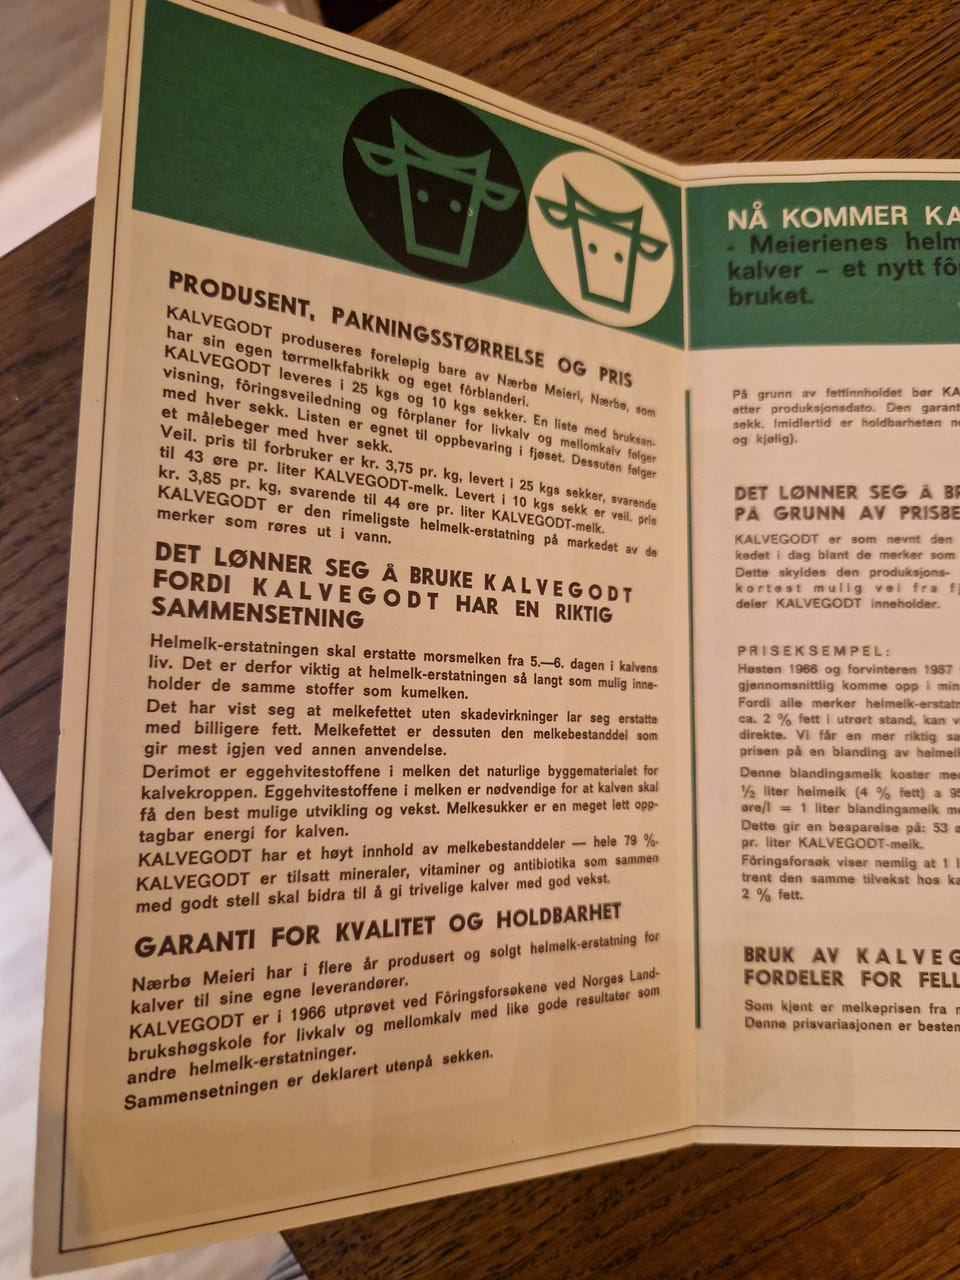 PRODUSENT, PAKNINGSSTØRRELSE OG PRIS
KALVEGODT produseres foreløpig bare av Nærbø Meieri, Nærbø, som
har sin egen tørrmelkfabrikk og eget fôrblanderi.
KALVEGODT leveres i 25 kgs og 10 kgs sekker. En liste med bruksan-
visning, fôringsveiledning og fôrplaner for livkalv og mellomkalv følger
med hver sekk. Listen er egnet til oppbevaring i fjøset. Dessuten følger
et målebeger med hver sekk.
Veil. pris til forbruker er kr. 3,75 pr. kg, levert i 25 kgs sekker, svarende
til 43 øre pr. liter KALVEGODT-melk. Levert i 10 kgs sekk er veil. pris
kr. 3,85 pr. kg, svarende til 44 øre pr. liter KALVEGODT-melk.
KALVEGODT er den rimeligste helmelk-erstatning på markedet av de
merker som røres ut i vann.
DET LØNNER SEG Å BRUKE KALVEGODT
FORDI KALVEGODT HAR EN RIKTIG
SAMMENSETNING
Helmelk-erstatningen skal erstatte morsmelken fra 5.—6. dagen i kalvens
liv. Det er derfor viktig at helmelk-erstatningen så langt som mulig inne-
holder de samme stoffer som kumelken.
Det har vist seg at melkefettet uten skadevirkninger lar seg erstatte
med billigere fett. Melkefettet er dessuten den melkebestanddel som
gir mest igjen ved annen anvendelse.
Derimot er eggehvitestoffene i melken det naturlige byggematerialet for
kalvekroppen. Eggehvitestoffene i melken er nødvendige for at kalven skal
få den best mulige utvikling og vekst. Melkesukker er en meget lett opp-
tagbar energi for kalven.
KALVEGODT har et høyt innhold av melkebestanddeler — hele 79 %.
KALVEGODT er tilsatt mineraler, vitaminer og antibiotika som sammen
med godt stell skal bidra til å gi trivelige kalver med god vekst.
GARANTI FOR KVALITET OG HOLDBARHET
Nærbø Meieri har i flere år produsert og solgt helmelk-erstatning for
kalver til sine egne leverandører.
KALVEGODT er i 1966 utprøvet ved Fôringsforsøkene ved Norges Land-
brukshøgskole for livkalv og mellomkalv med like gode resultater som
andre helmelk-erstatninger.
Sammensetningen er deklarert utenpå sekken.
NÅ KOMMER KA
- Meierienes helm
kalver – et nytt fôr
bruket.
På grunn av fettinnholdet bør KA
etter produksjonsdato. Den garant
sekk. Imidlertid er holdbarheten
og kjølig).
DET LØNNER SEG Å BR
PÅ GRUNN AV PRISBE
KALVEGODT er som nevnt den
kedet i dag blant de merker som
Dette skyldes den produksjons-
kortest mulig vei fra
deler KALVEGODT inneholder.
PRISEKSEMPEL:
Høsten 1966 og forvinteren 1967
gjennomsnittlig komme opp i min
Fordi alle merker helmelk-erstatn
ca. 2 % fett i utrørt stand, kan
direkte. Vi får en mer riktig sa
prisen på en blanding av helmelk
Denne blandingsmelk koster me
½ liter helmelk (4 % fett) a 95
øre/l = 1 liter blandingsmelk
Dette gir en besparelse på: 53
pr. liter KALVEGODT-melk.
Fôringsforsøk viser nemlig at 1 l
trent den samme tilvekst hos ka
2 % fett.
BRUK AV KALVEG
FORDELER FOR FELL
Som kjent er melkeprisen fra
Denne prisvariasjonen er bestem